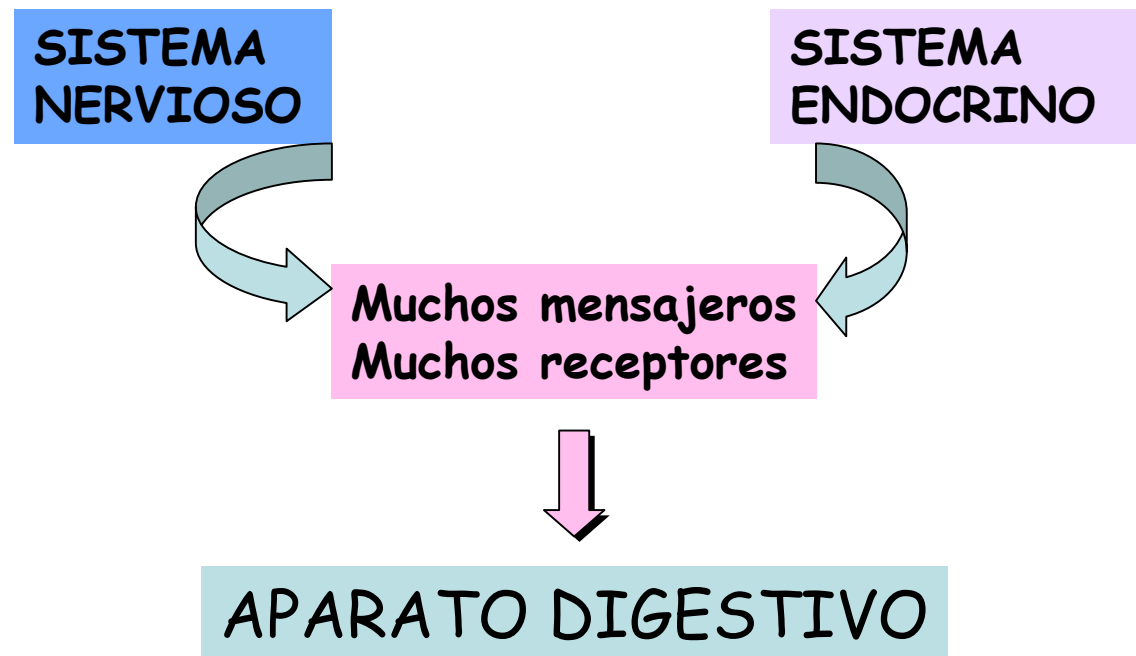 SISTEMA
NERVIOSO
SISTEMA
ENDOCRINO
Muchos mensajeros
Muchos receptores
APARATO DIGESTIVO